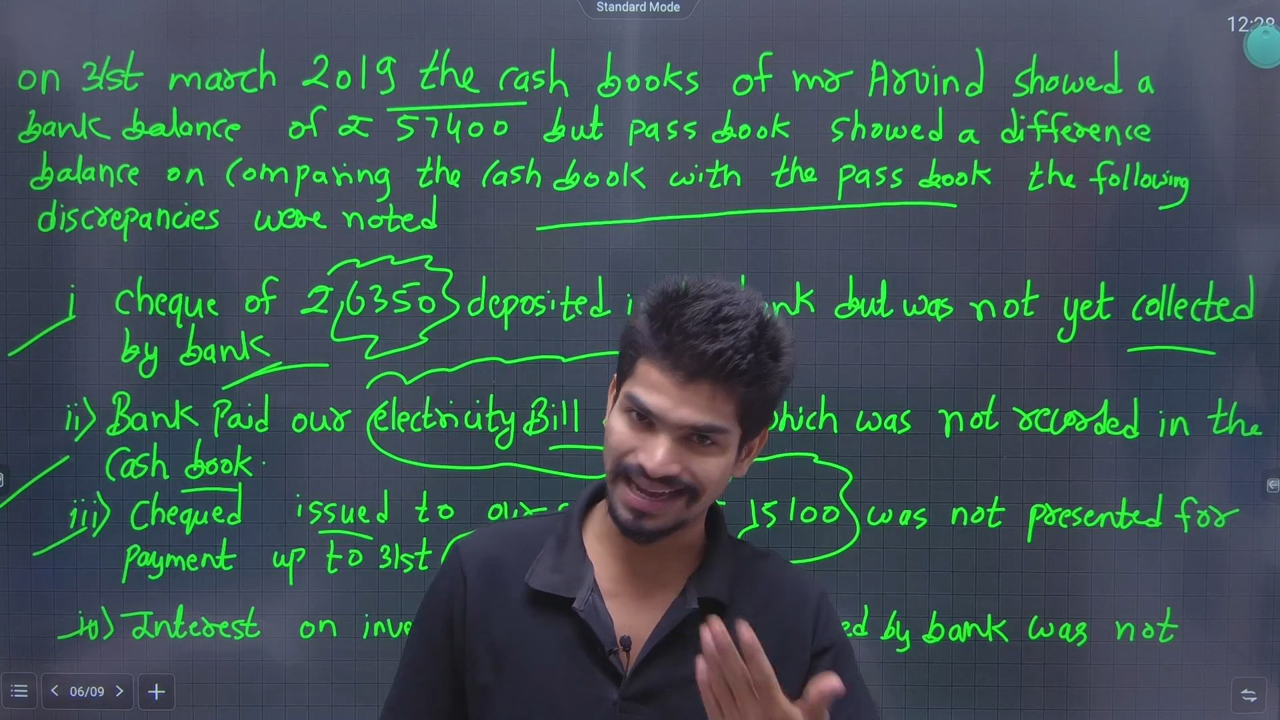 Standard Mode
12:28
on 31st march 2019 the cash books of mr Arvind showed a
bank balance of ₹ 57400 but pass book showed a difference
balance on Comparing the Cash book with the pass book the following
discrepancies were noted
i cheque of 2,6350 deposited but was not yet collected
by bank
ii) Bank Paid our electricity Bill which was not recorded in the
Cash book.
iii) Chequed issued to our 15100 was not presented for
payment up to 31st
iv) Interest on by bank was not
06/09